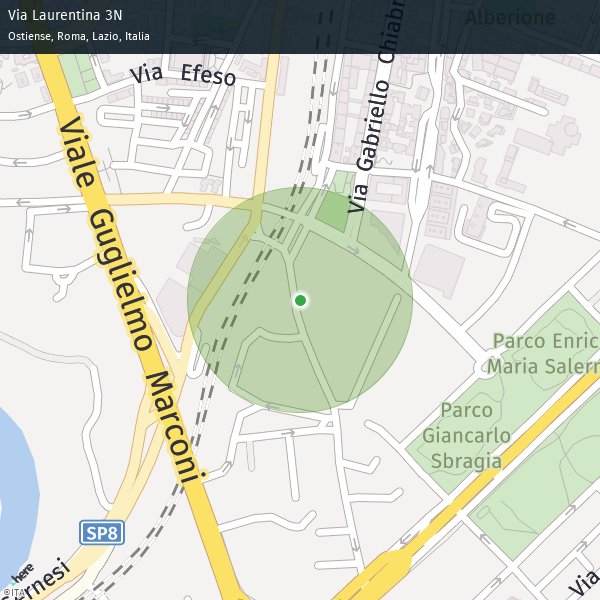 Via Laurentina 3N
Ostiense, Roma, Lazio, Italia
Alberione
Via Efeso
Via Gabriello Chiabr
Viale Guglielmo Marconi
Parco Enric
Maria Salern
Parco
Giancarlo
Sbragia
SP8
ernesi
here
©ITA
Via